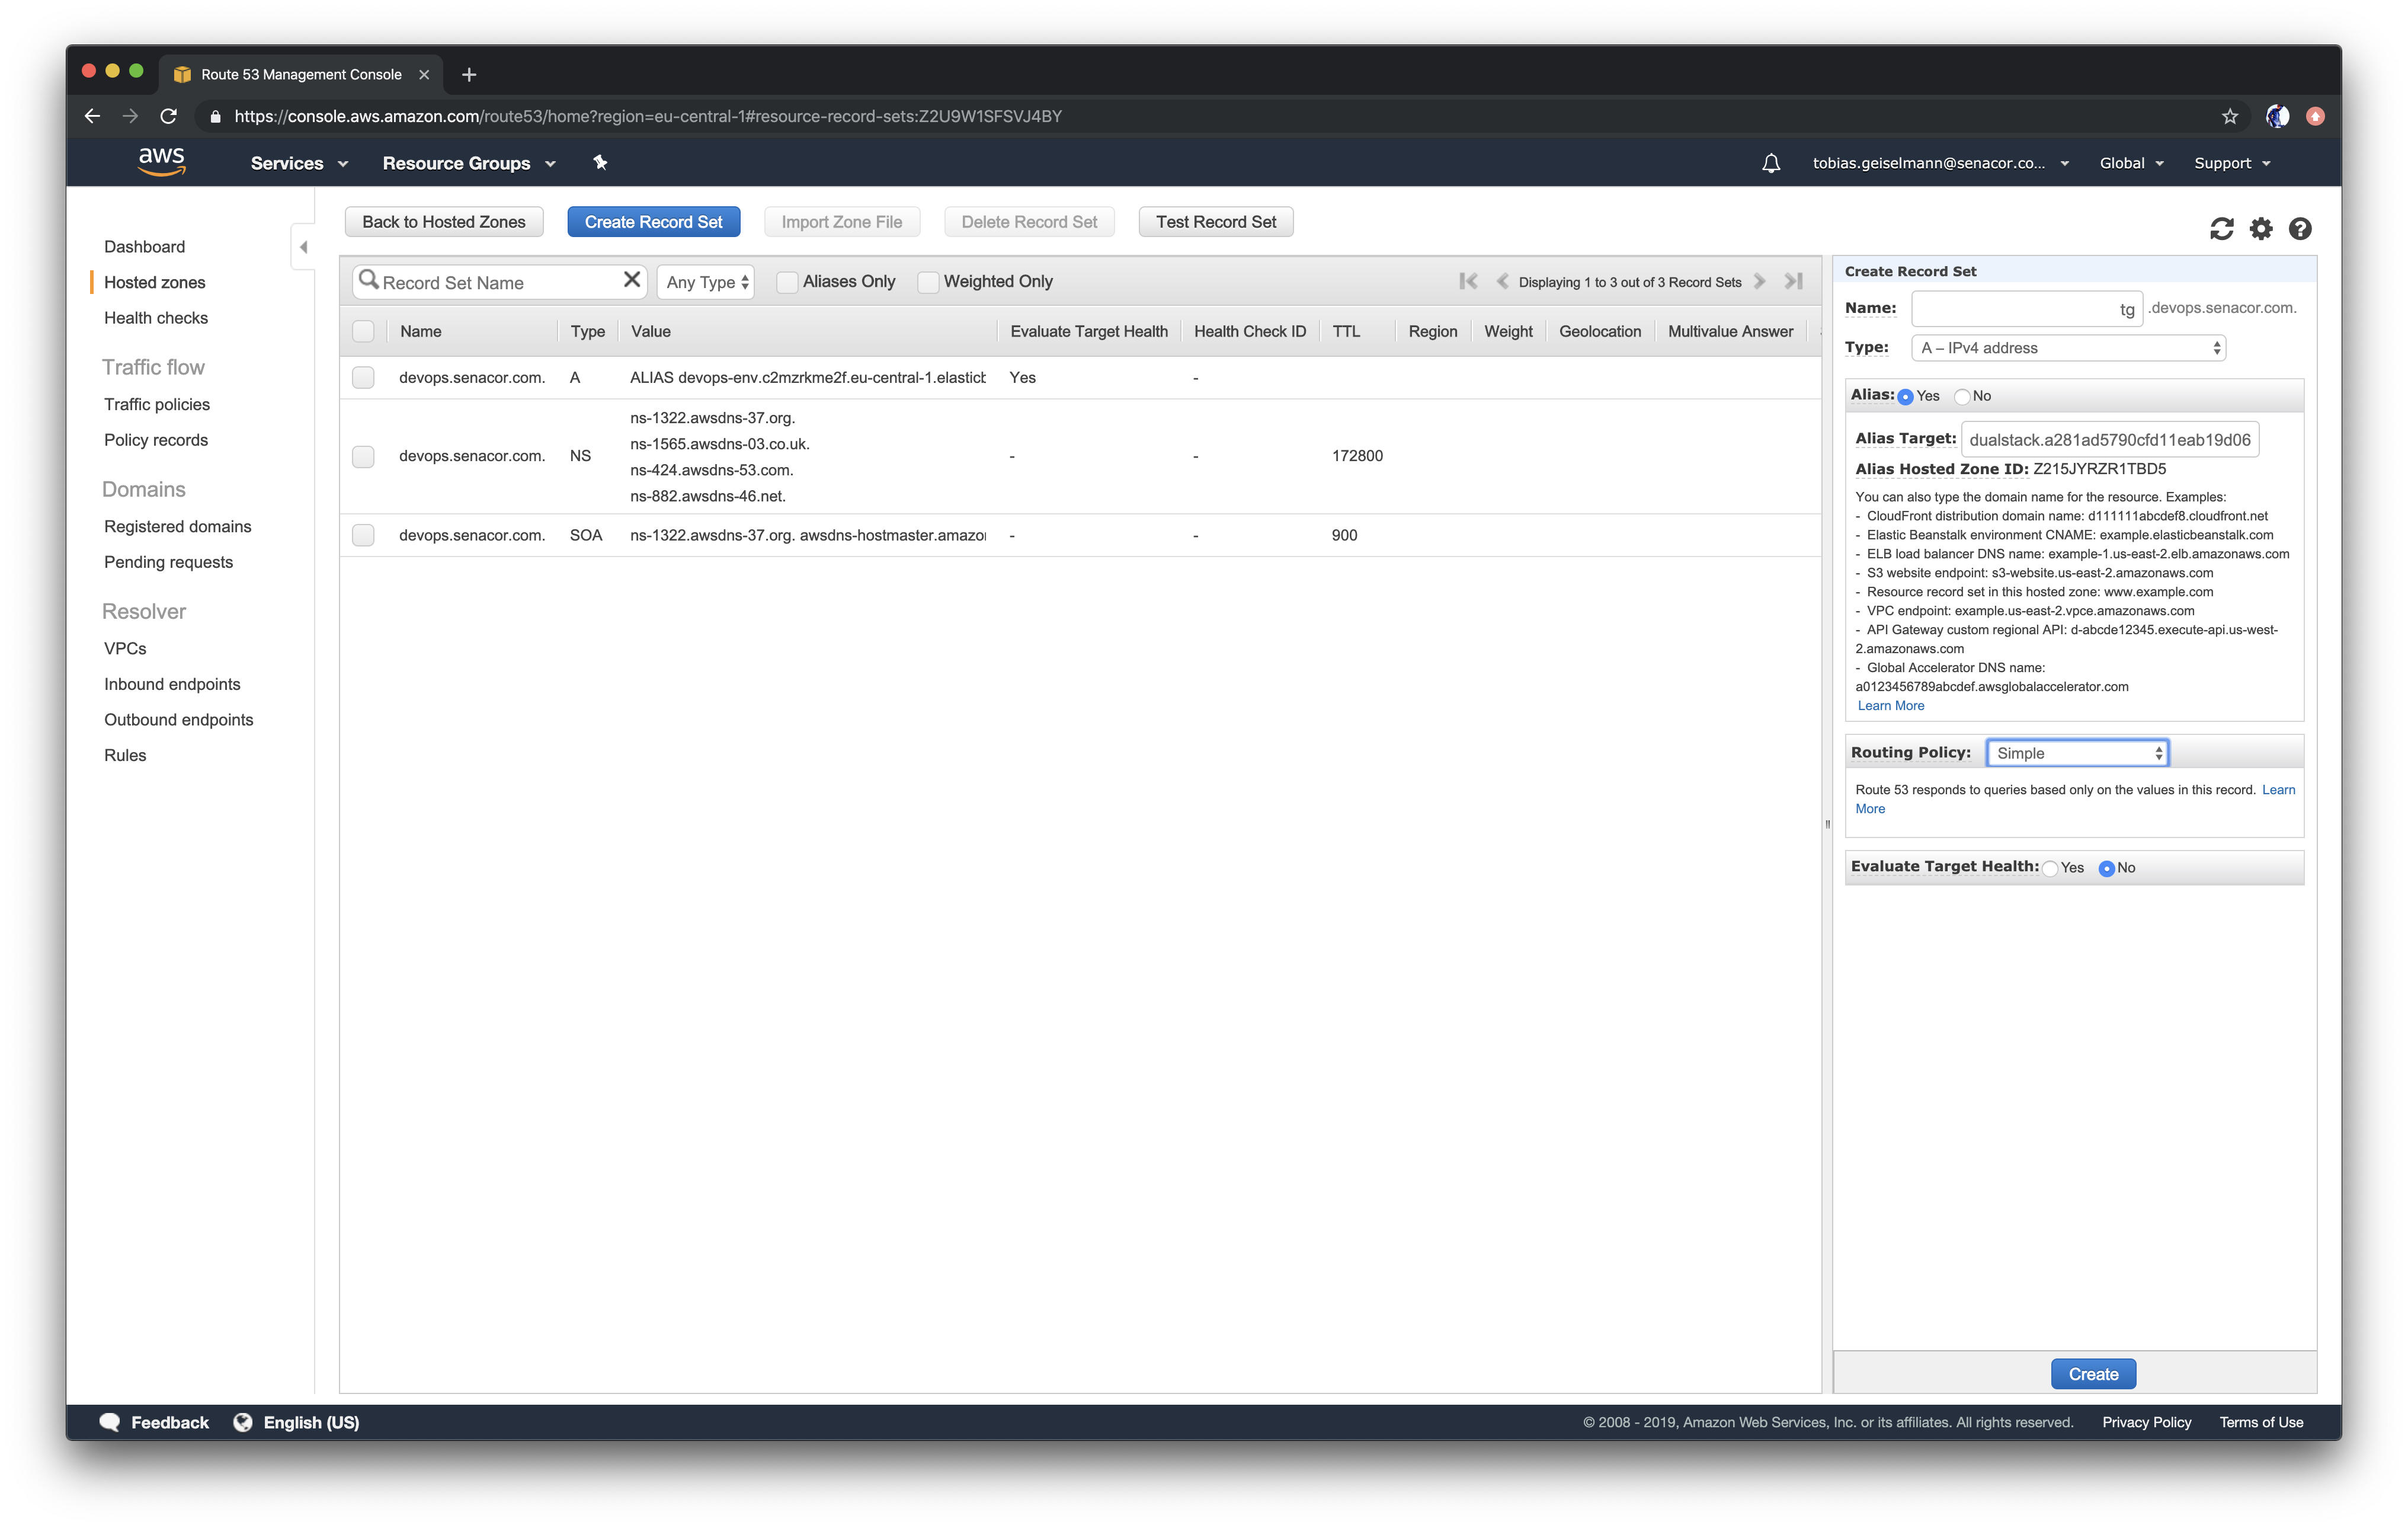 Route 53 Management Console
https://console.aws.amazon.com/route53/home?region=eu-central-1#resource-record-sets:Z2U9W1SFSVJ4BY
aws
Services
Resource Groups
tobias.geiselmann@senacor.co...
Global
Support
Dashboard
Hosted zones
Health checks
Traffic flow
Traffic policies
Policy records
Domains
Registered domains
Pending requests
Resolver
VPCs
Inbound endpoints
Outbound endpoints
Rules
Back to Hosted Zones
Create Record Set
Import Zone File
Delete Record Set
Test Record Set
Record Set Name
Any Type
Aliases Only
Weighted Only
Displaying 1 to 3 out of 3 Record Sets
Name Type Value Evaluate Target Health Health Check ID TTL Region Weight Geolocation Multivalue Answer
devops.senacor.com. A ALIAS devops-env.c2mzrkme2f.eu-central-1.elasticb Yes -
devops.senacor.com. NS
ns-1322.awsdns-37.org.
ns-1565.awsdns-03.co.uk.
ns-424.awsdns-53.com.
ns-882.awsdns-46.net.
- - 172800
devops.senacor.com. SOA ns-1322.awsdns-37.org. awsdns-hostmaster.amazon - - 900
Create Record Set
Name: tg .devops.senacor.com.
Type: A – IPv4 address
Alias: Yes No
Alias Target: dualstack.a281ad5790cfd11eab19d06
Alias Hosted Zone ID: Z215JYRZR1TBD5
You can also type the domain name for the resource. Examples:
- CloudFront distribution domain name: d111111abcdef8.cloudfront.net
- Elastic Beanstalk environment CNAME: example.elasticbeanstalk.com
- ELB load balancer DNS name: example-1.us-east-2.elb.amazonaws.com
- S3 website endpoint: s3-website.us-east-2.amazonaws.com
- Resource record set in this hosted zone: www.example.com
- VPC endpoint: example.us-east-2.vpce.amazonaws.com
- API Gateway custom regional API: d-abcde12345.execute-api.us-west-
2.amazonaws.com
- Global Accelerator DNS name:
a0123456789abcdef.awsglobalaccelerator.com
Learn More
Routing Policy: Simple
Route 53 responds to queries based only on the values in this record. Learn
More
Evaluate Target Health: Yes No
Create
Feedback
English (US)
© 2008 - 2019, Amazon Web Services, Inc. or its affiliates. All rights reserved.
Privacy Policy
Terms of Use